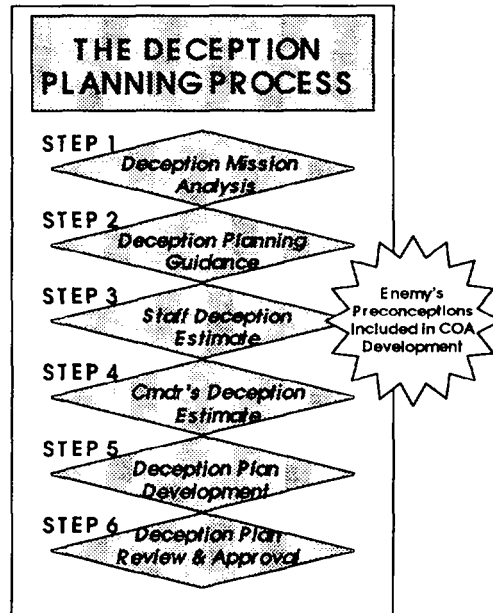 THE DECEPTION
PLANNING PROCESS
STEP 1
Deception Mission
Analysis
STEP 2
Deception Planning
Guidance
STEP 3
Staff Deception
Estimate
Enemy's
Preconceptions
Included in COA
Development
STEP 4
Cmdr's Deception
Estimate
STEP 5
Deception Plan
Development
STEP 6
Deception Plan
Review & Approval